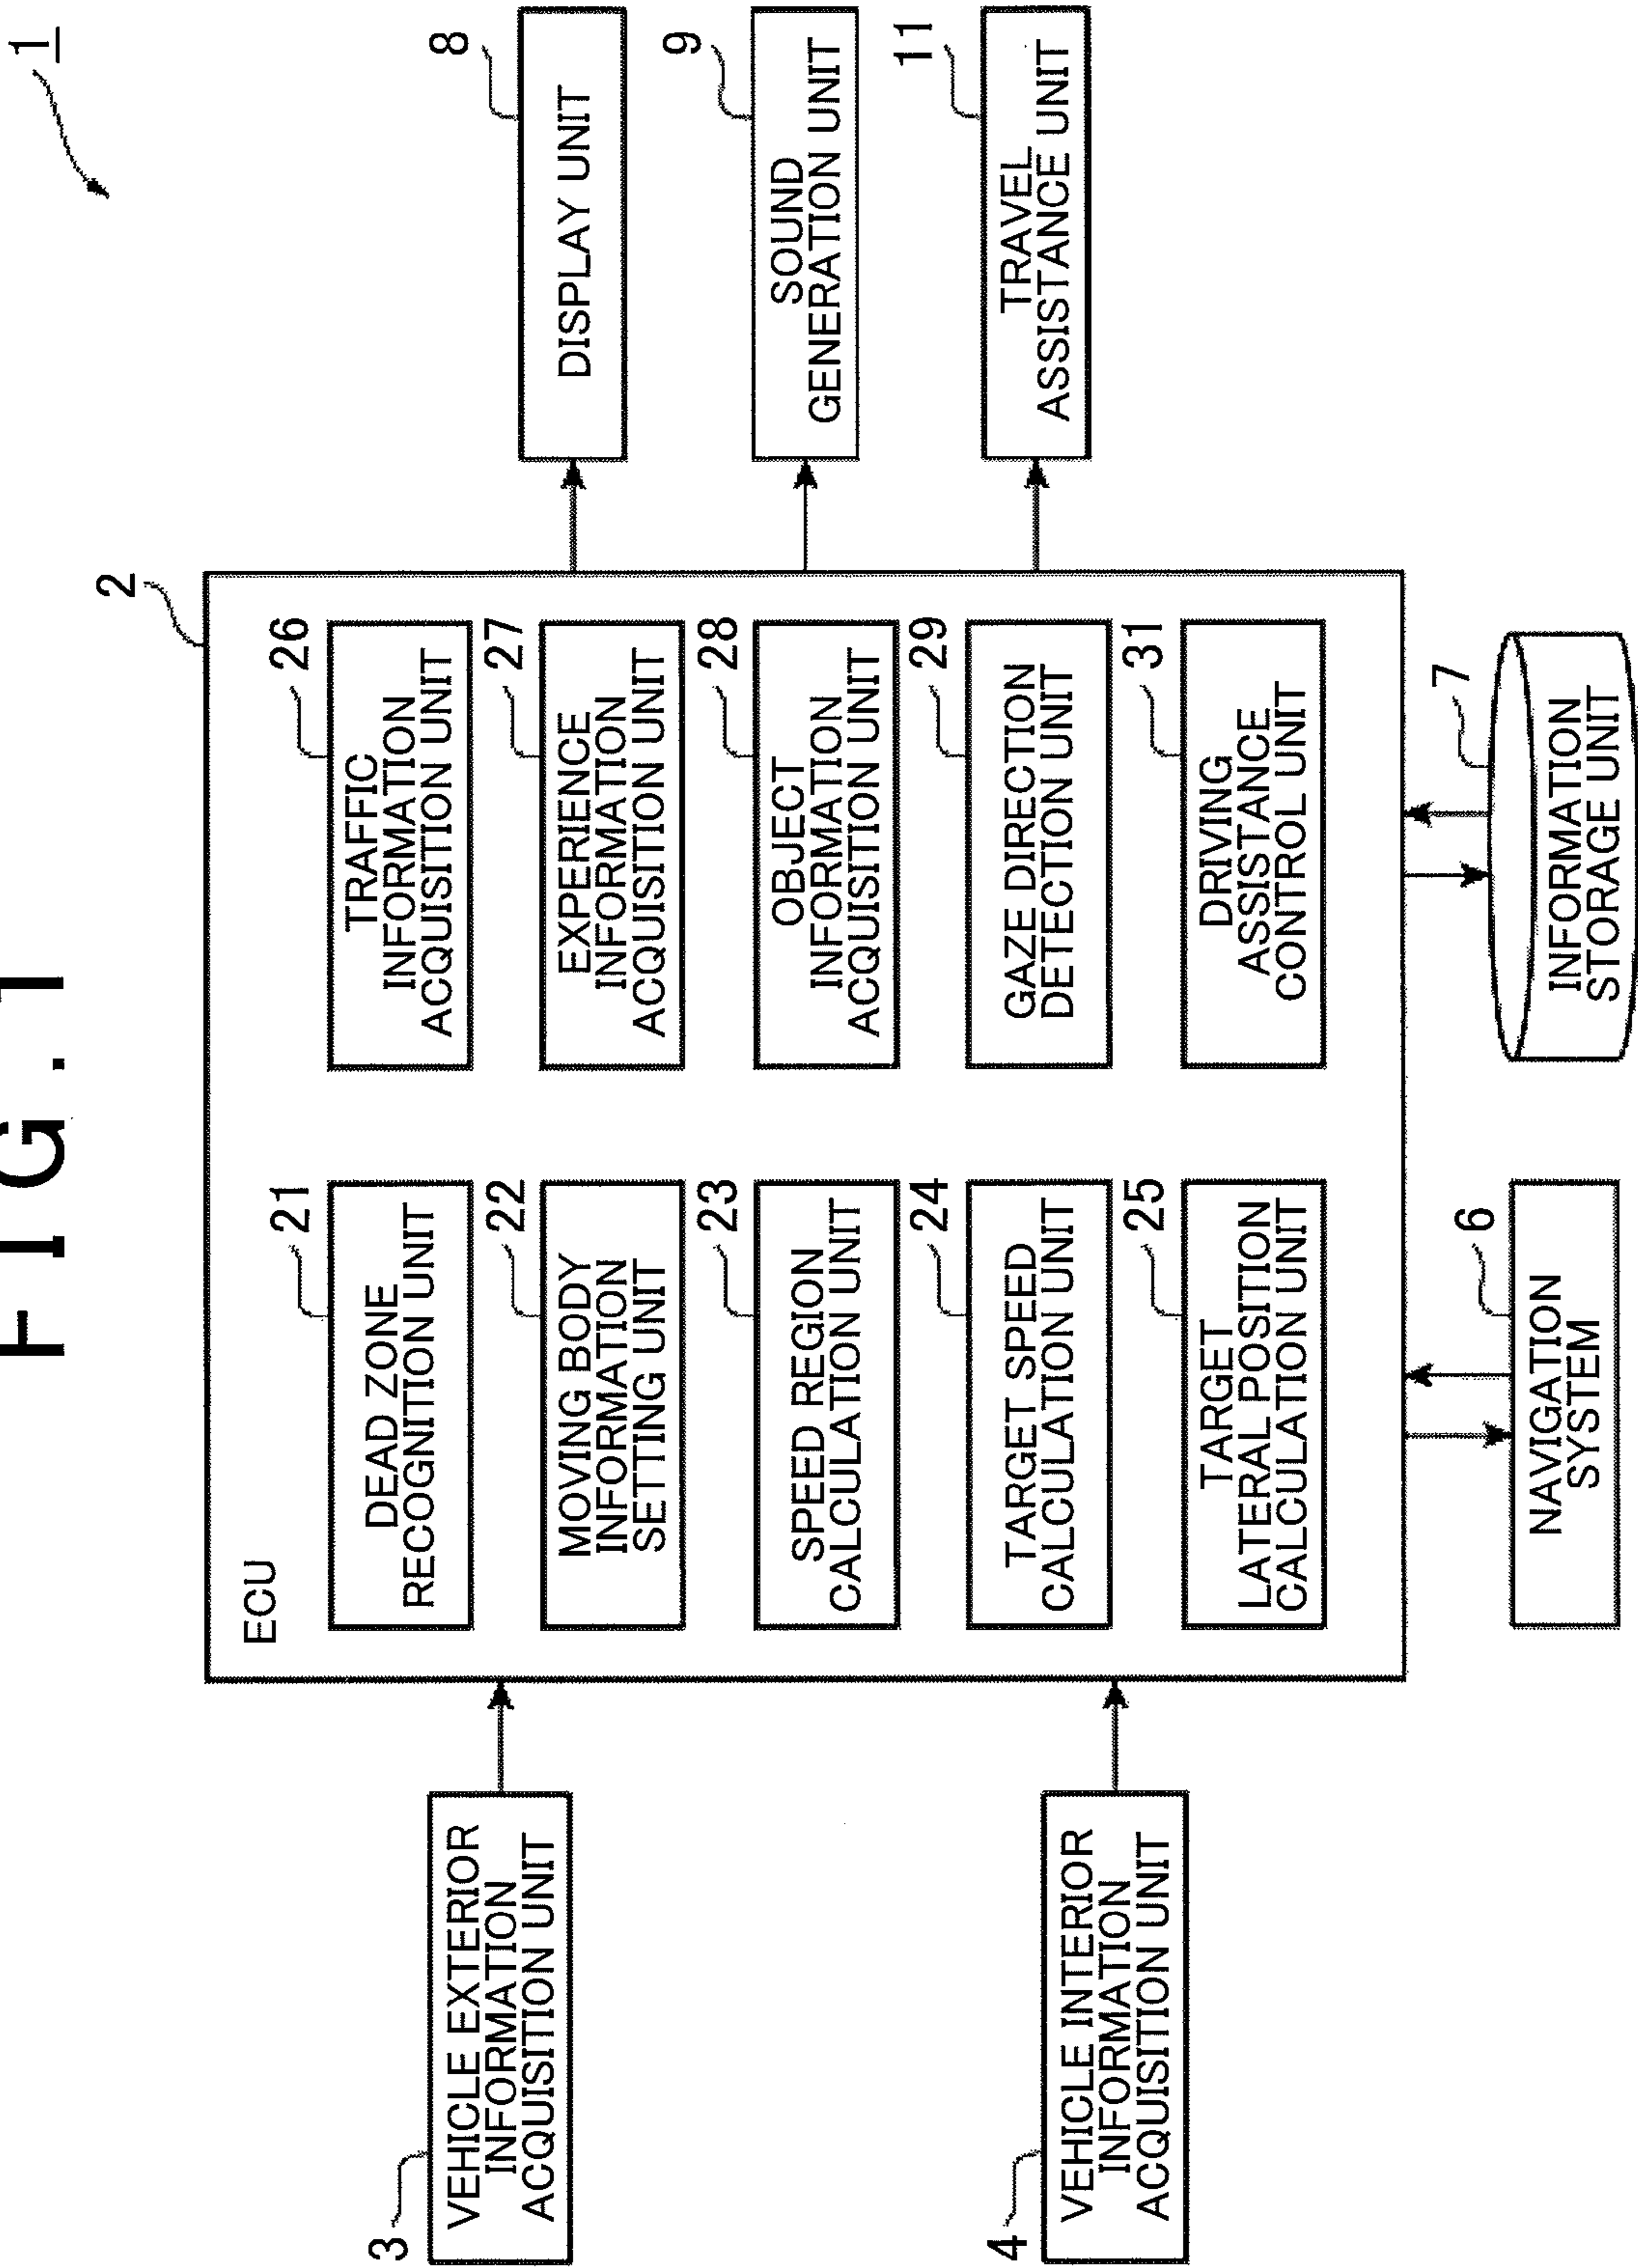 FIG. 1
1
2
ECU
3
VEHICLE EXTERIOR
INFORMATION
ACQUISITION UNIT
4
VEHICLE INTERIOR
INFORMATION
ACQUISITION UNIT
21
DEAD ZONE
RECOGNITION UNIT
22
MOVING BODY
INFORMATION
SETTING UNIT
23
SPEED REGION
CALCULATION UNIT
24
TARGET SPEED
CALCULATION UNIT
25
TARGET
LATERAL POSITION
CALCULATION UNIT
26
TRAFFIC
INFORMATION
ACQUISITION UNIT
27
EXPERIENCE
INFORMATION
ACQUISITION UNIT
28
OBJECT
INFORMATION
ACQUISITION UNIT
29
GAZE DIRECTION
DETECTION UNIT
31
DRIVING
ASSISTANCE
CONTROL UNIT
8
DISPLAY UNIT
9
SOUND
GENERATION UNIT
11
TRAVEL
ASSISTANCE UNIT
6
NAVIGATION
SYSTEM
7
INFORMATION
STORAGE UNIT